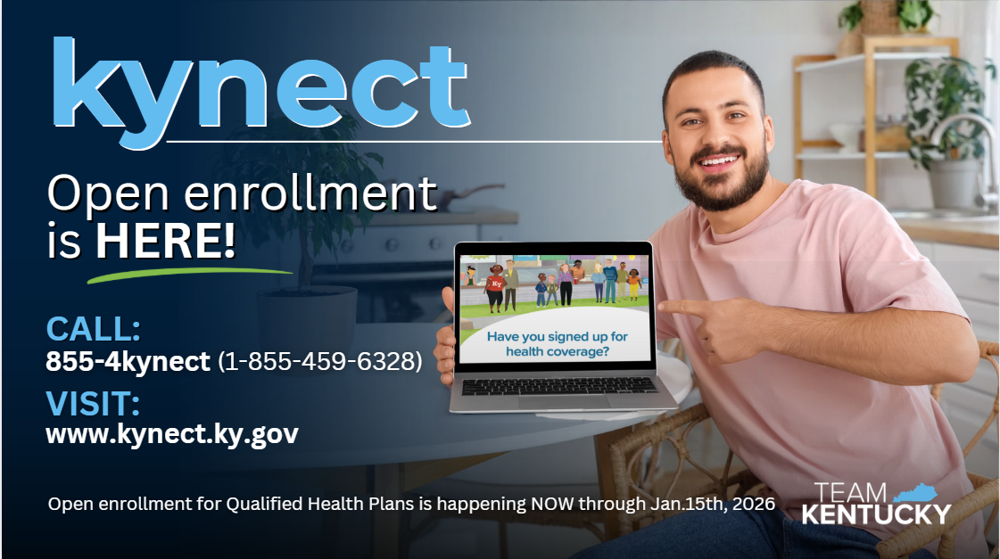 kynect
Open enrollment
is HERE!
CALL:
855-4kynect (1-855-459-6328)
VISIT:
www.kynect.ky.gov
Ky
Have you signed up for
health coverage?
Open enrollment for Qualified Health Plans is happening NOW through Jan.15th, 2026
TEAM
KENTUCKY